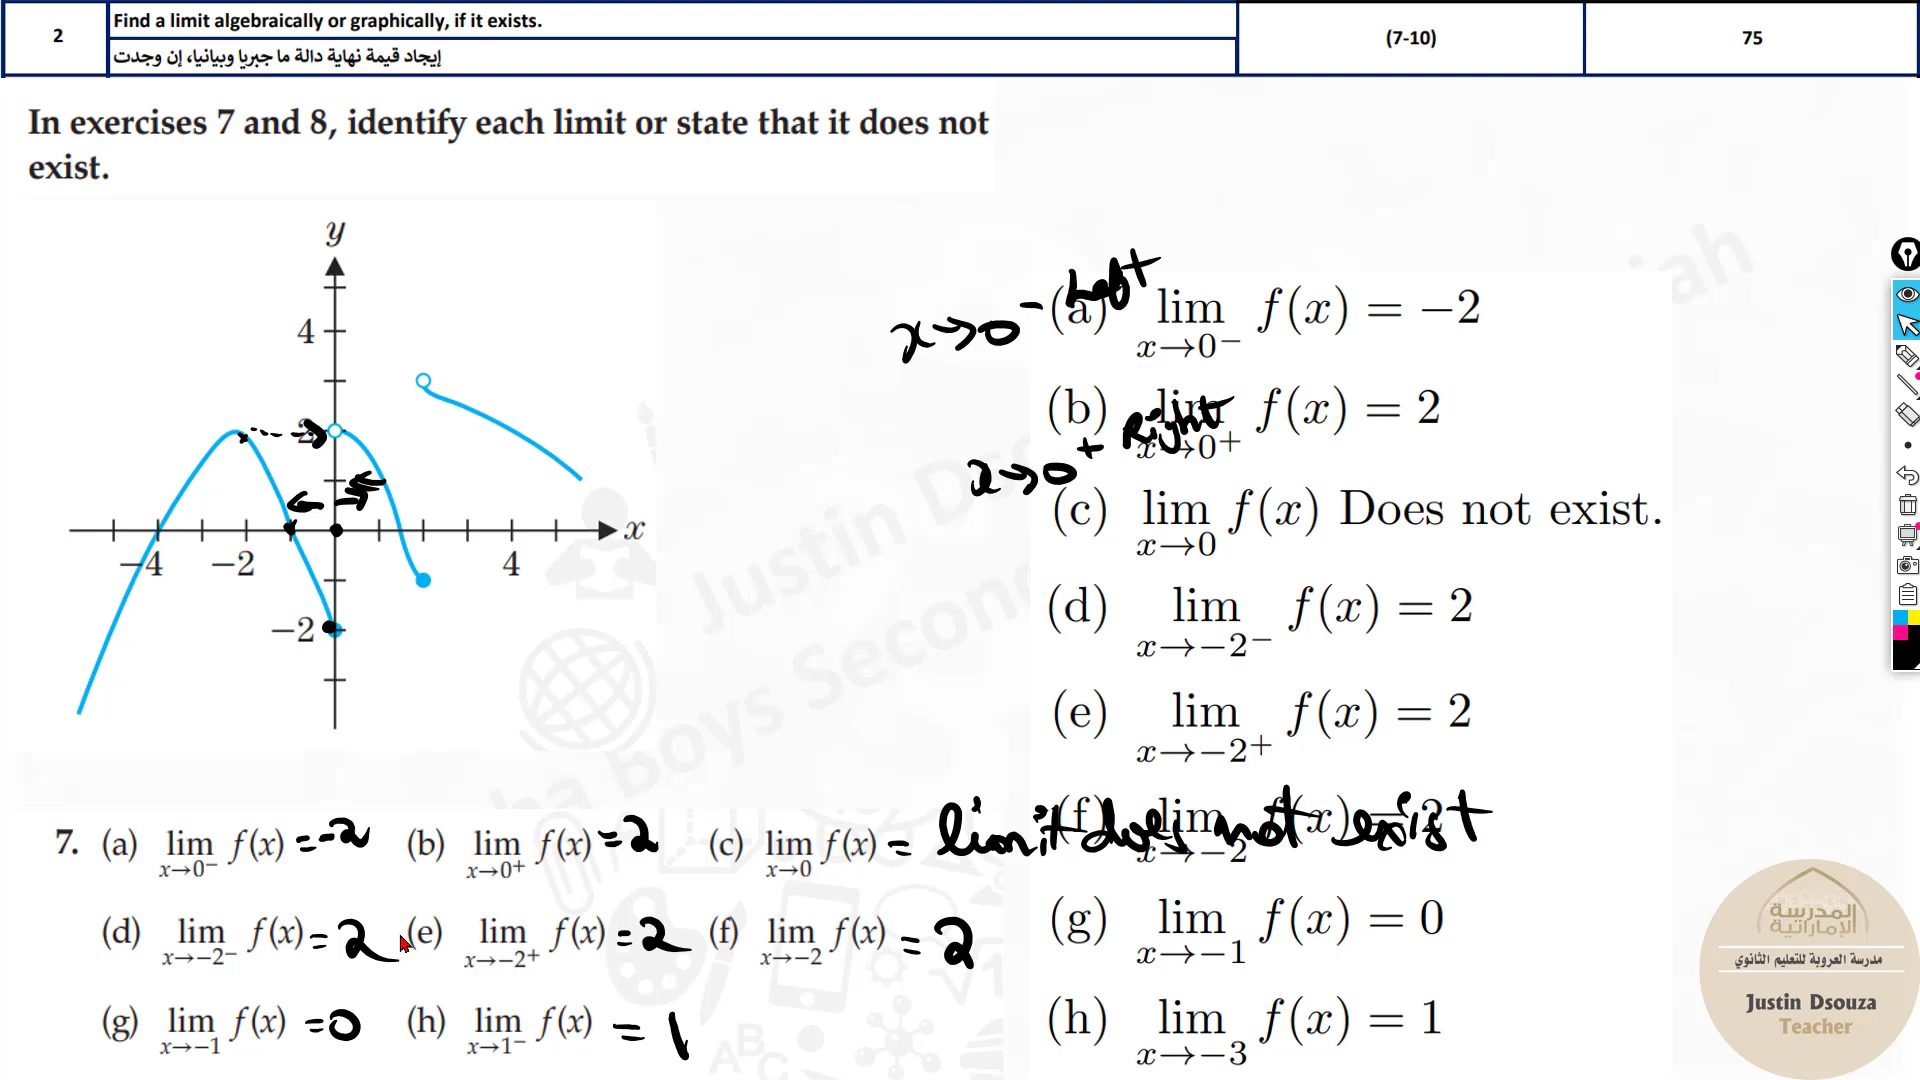 2
Find a limit algebraically or graphically, if it exists.
إيجاد قيمة نهاية دالة ما جبريا وبيانيا، إن وجدت
(7-10)
75
In exercises 7 and 8, identify each limit or state that it does not
exist.
y
4
2
x
−4 −2 4
−2
x→0⁻ Left
x→0⁺ Right
(a) lim x→0⁻ f(x) = −2
(b) lim x→0⁺ f(x) = 2
(c) lim x→0 f(x) Does not exist.
(d) lim x→−2⁻ f(x) = 2
(e) lim x→−2⁺ f(x) = 2
(f) lim x→−2 f(x) = 2
(g) lim x→−1 f(x) = 0
(h) lim x→−3 f(x) = 1
7. (a) lim x→0⁻ f(x) = -2 (b) lim x→0⁺ f(x) = 2 (c) lim x→0 f(x) = limit does not exist
(d) lim x→−2⁻ f(x) = 2 (e) lim x→−2⁺ f(x) = 2 (f) lim x→−2 f(x) = 2
(g) lim x→−1 f(x) = 0 (h) lim x→1⁻ f(x) = 1
المدرسة
الإماراتية
مدرسة العروبة للتعليم الثانوي
Justin Dsouza
Teacher